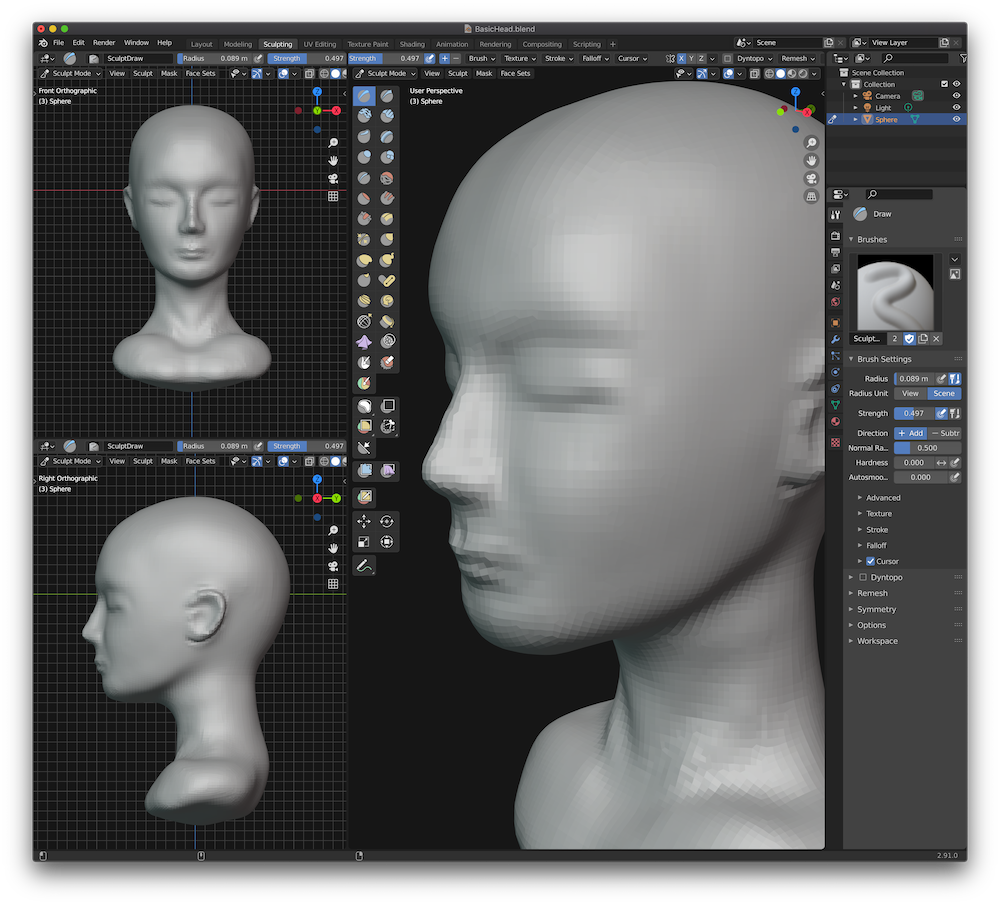 BasicHead.blend
File Edit Render Window Help Layout Modeling Sculpting UV Editing Texture Paint Shading Animation Rendering Compositing Scripting + Scene View Layer
SculptDraw Radius 0.089 m Strength 0.497
Strength 0.497 Brush Texture Stroke Falloff Cursor X Y Z Dyntopo Remesh
Sculpt Mode View Sculpt Mask Face Sets
Sculpt Mode View Sculpt Mask Face Sets
Front Orthographic
(3) Sphere
Z
X
Y
User Perspective
(3) Sphere
Z
X
Scene Collection
Collection
Camera
Light
Sphere
SculptDraw Radius 0.089 m Strength 0.497
Sculpt Mode View Sculpt Mask Face Sets
Right Orthographic
(3) Sphere
Z
X
Y
Draw
Brushes
Sculpt... 2
Brush Settings
Radius 0.089 m
Radius Unit View Scene
Strength 0.497
Direction + Add − Subtr
Normal Ra... 0.500
Hardness 0.000
Autosmoo... 0.000
Advanced
Texture
Stroke
Falloff
Cursor
Dyntopo
Remesh
Symmetry
Options
Workspace
2.91.0